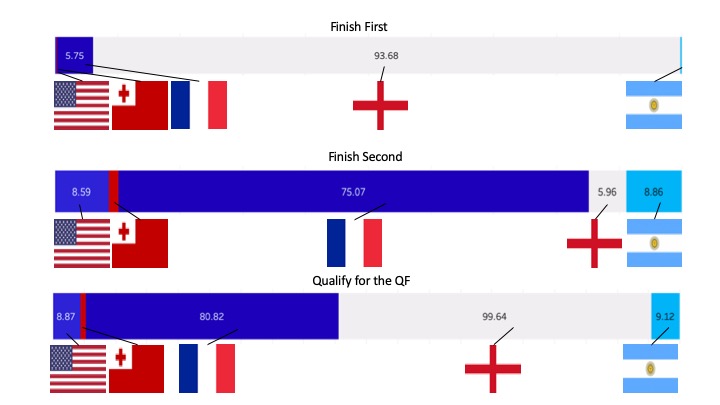 Finish First
5.75 93.68
Finish Second
8.59 75.07 5.96 8.86
Qualify for the QF
8.87 80.82 99.64 9.12